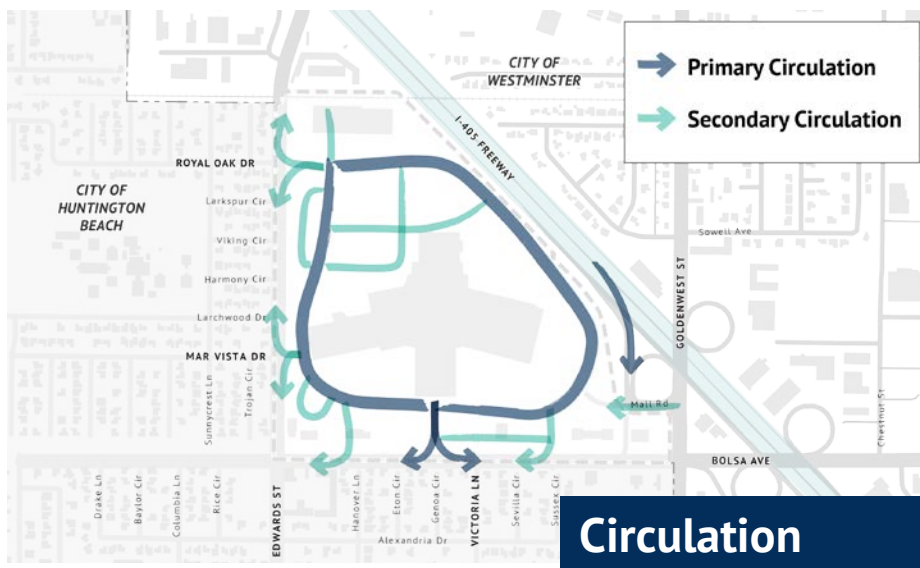 CITY OF
WESTMINSTER
Primary Circulation
Secondary Circulation
I-405 FREEWAY
ROYAL OAK DR
CITY OF
HUNTINGTON
BEACH
Larkspur Cir
Viking Cir
Harmony Cir
Larchwood Dr
MAR VISTA DR
Sunnycrest Ln
Trojan Cir
Sowell Ave
GOLDENWEST ST
Mall Rd
Chestnut St
BOLSA AVE
Drake Ln
Baylor Cir
Columbia Ln
Rice Cir
EDWARDS ST
Hanover Ln
Eton Cir
Genoa Cir
VICTORIA LN
Sevilla Cir
Sussex Cir
Alexandria Dr
Circulation